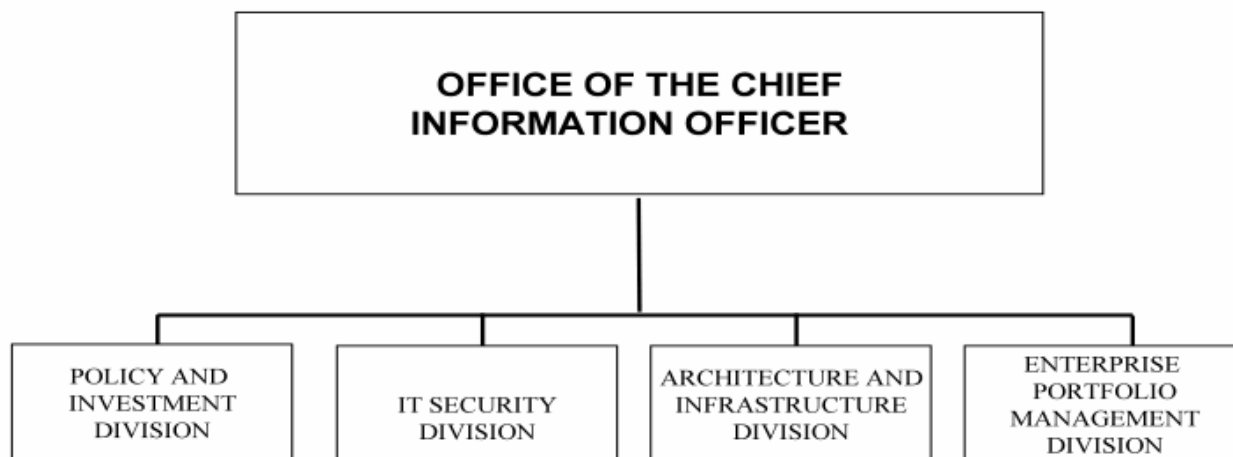 OFFICE OF THE CHIEF
INFORMATION OFFICER
POLICY AND
INVESTMENT
DIVISION
IT SECURITY
DIVISION
ARCHITECTURE AND
INFRASTRUCTURE
DIVISION
ENTERPRISE
PORTFOLIO
MANAGEMENT
DIVISION